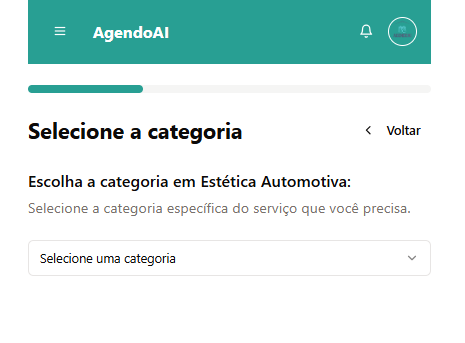 AgendoAI
Selecione a categoria
Voltar
Escolha a categoria em Estética Automotiva:
Selecione a categoria específica do serviço que você precisa.
Selecione uma categoria